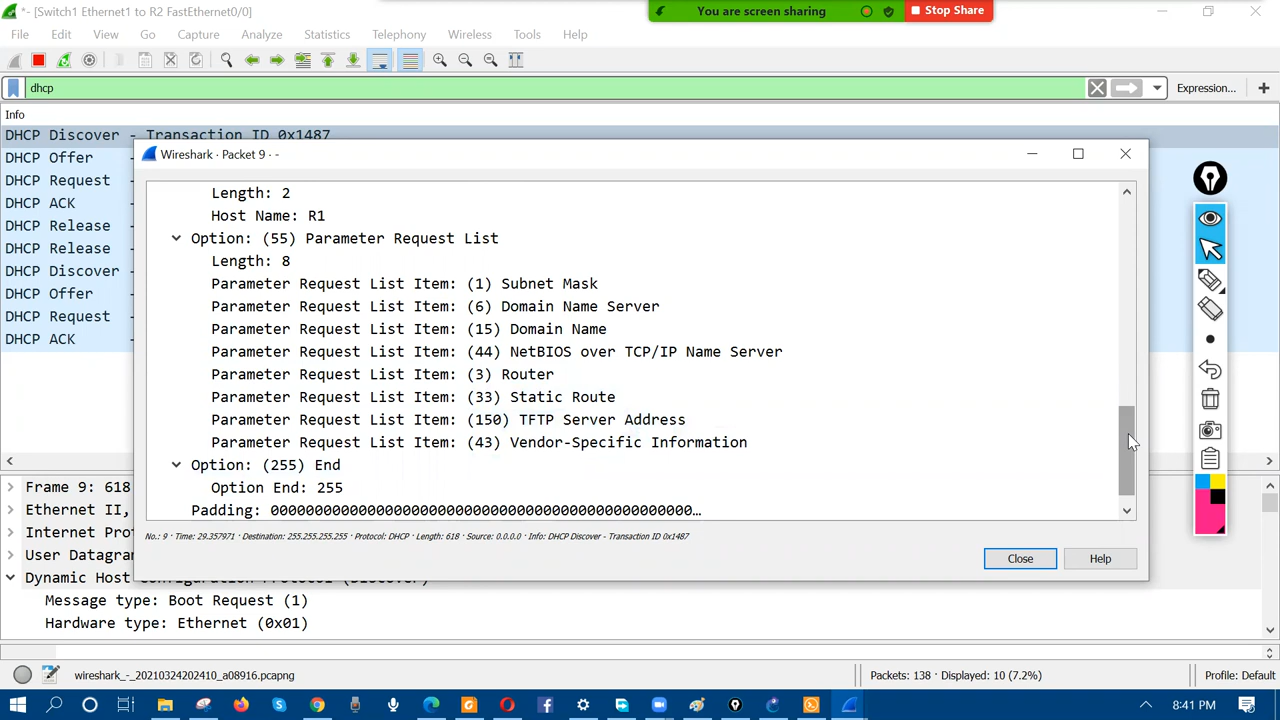 *- [Switch1 Ethernet1 to R2 FastEthernet0/0]
You are screen sharing
Stop Share
File Edit View Go Capture Analyze Statistics Telephony Wireless Tools Help
dhcp
Expression...
Info
DHCP Discover - Transaction ID 0x1487
DHCP Offer -
DHCP Request -
DHCP ACK -
DHCP Release -
DHCP Release -
DHCP Discover -
DHCP Offer -
DHCP Request -
DHCP ACK -
Wireshark · Packet 9 · -
Length: 2
Host Name: R1
Option: (55) Parameter Request List
Length: 8
Parameter Request List Item: (1) Subnet Mask
Parameter Request List Item: (6) Domain Name Server
Parameter Request List Item: (15) Domain Name
Parameter Request List Item: (44) NetBIOS over TCP/IP Name Server
Parameter Request List Item: (3) Router
Parameter Request List Item: (33) Static Route
Parameter Request List Item: (150) TFTP Server Address
Parameter Request List Item: (43) Vendor-Specific Information
Option: (255) End
Option End: 255
Padding: 000000000000000000000000000000000000000000000000…
No.: 9 · Time: 29.357971 · Destination: 255.255.255.255 · Protocol: DHCP · Length: 618 · Source: 0.0.0.0 · Info: DHCP Discover - Transaction ID 0x1487
Close
Help
Frame 9: 618
Ethernet II,
Internet Pro
User Datagra
Dynamic Host Configuration Protocol (Discover)
Message type: Boot Request (1)
Hardware type: Ethernet (0x01)
wireshark_-_20210324202410_a08916.pcapng
Packets: 138 · Displayed: 10 (7.2%)
Profile: Default
8:41 PM